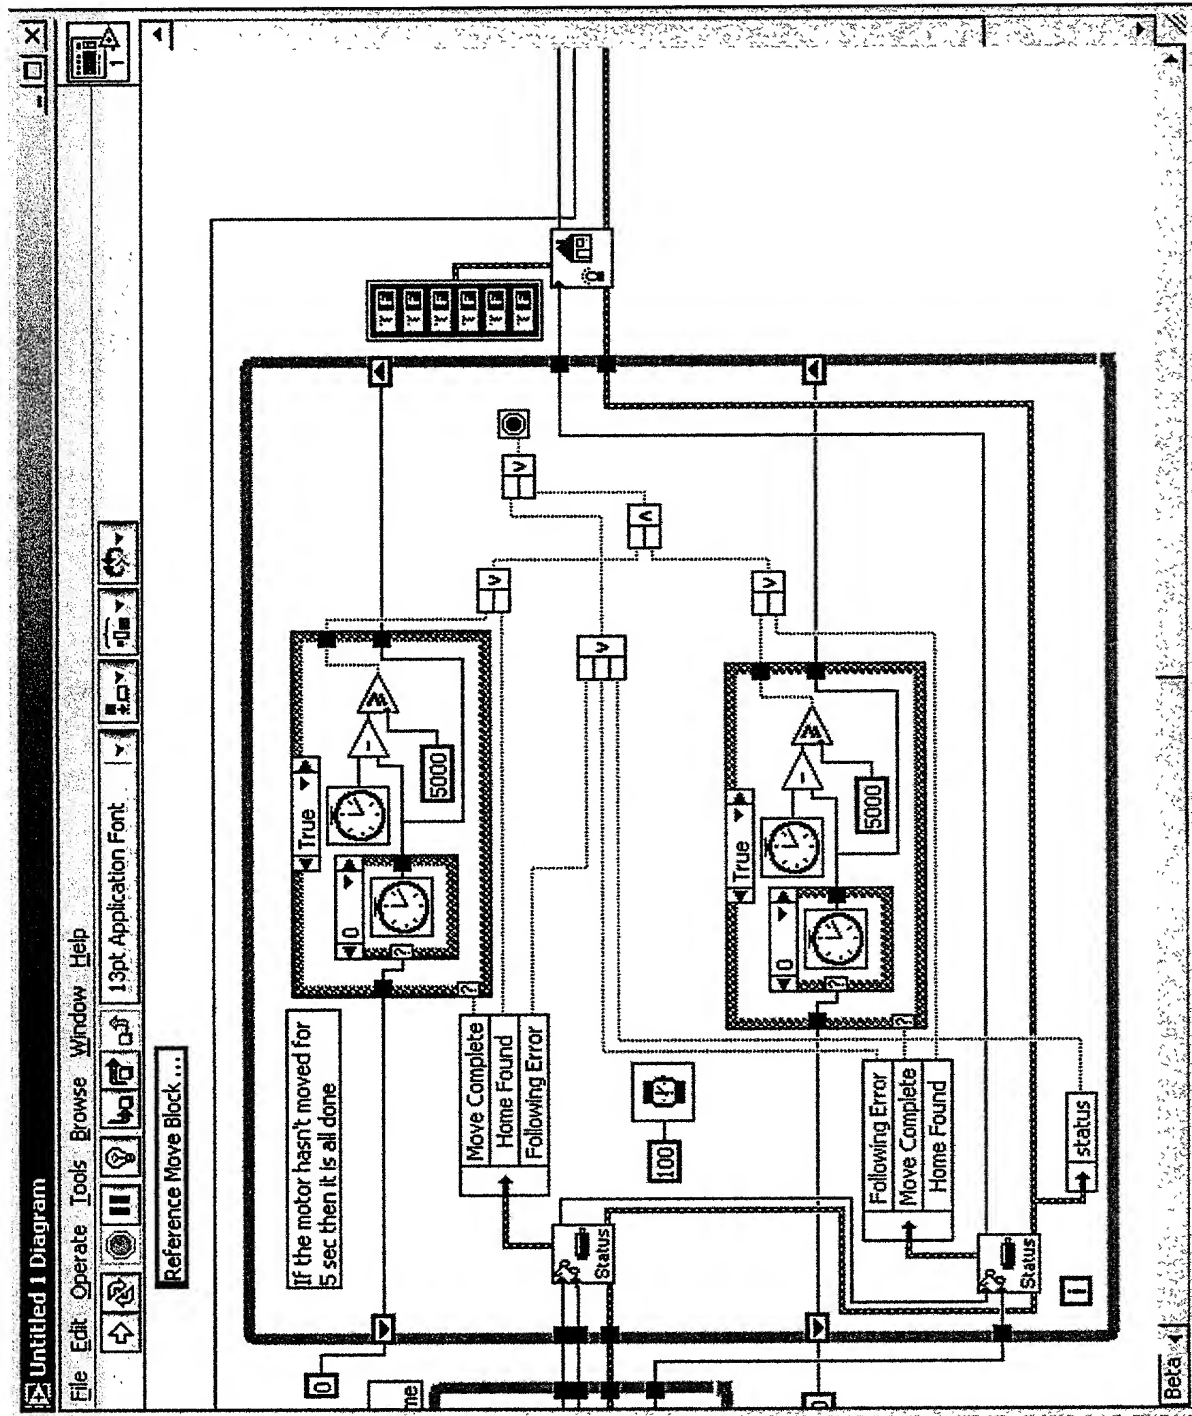 Untitled 1 Diagram
File Edit Operate Tools Browse Window Help
13pt Application Font
1
Reference Move Block ...
0
If the motor hasn't moved for
5 sec then it is all done
True
0
5000
Move Complete
Home Found
Following Error
Status
100
True
0
5000
Following Error
Move Complete
Home Found
Status
status
i
me
F
F
F
F
F
F
Beta